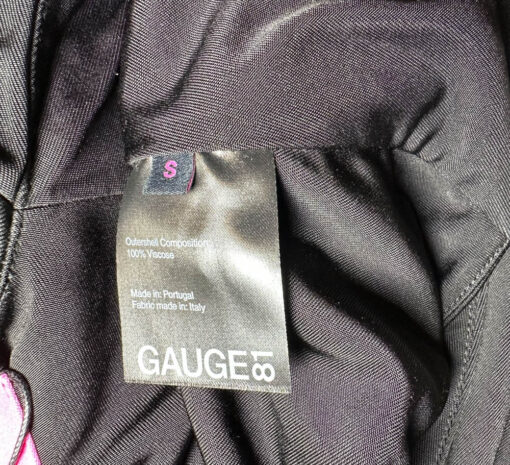 S
Outershell Composition:
100% Viscose
Made in: Portugal
Fabric made in: Italy
GAUGE81